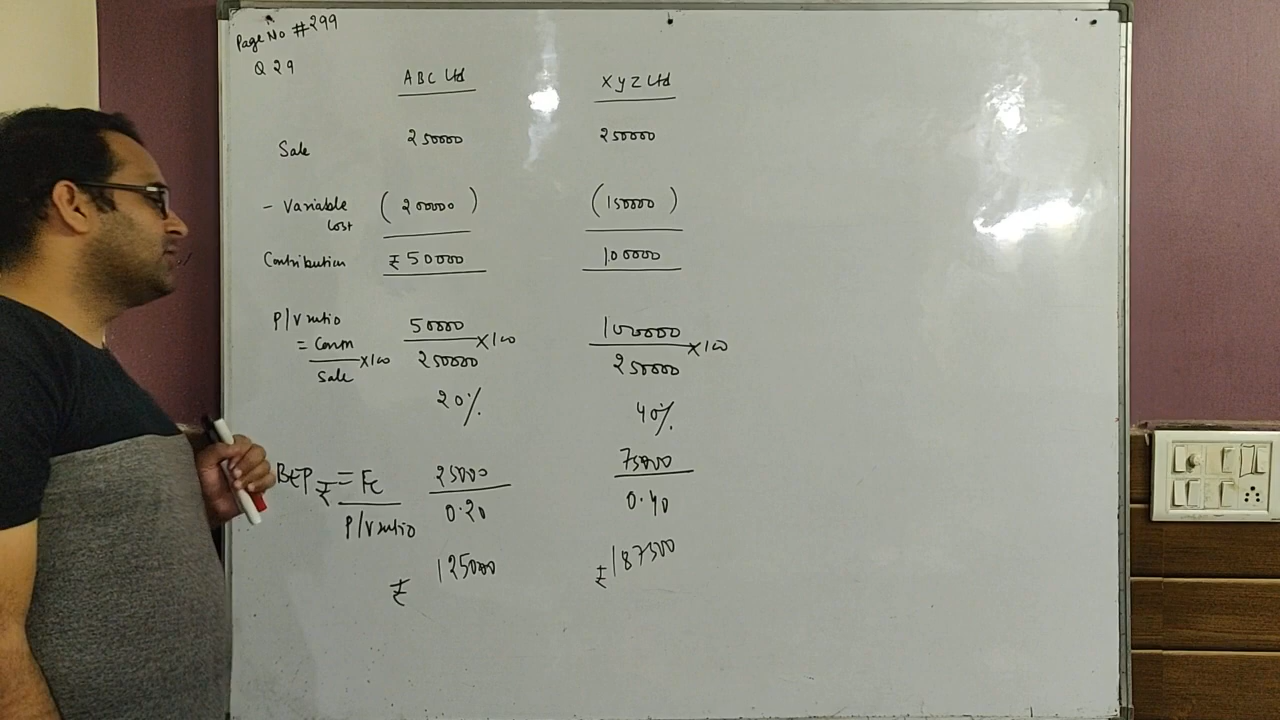 Page No #299
Q 29
ABC Ltd XYZ Ltd
Sale 250000 250000
- Variable Cost (200000) (150000)
Contribution ₹50000 100000
P/V ratio
= Contn / Sale ×100 50000 / 250000 ×100 100000 / 250000 ×100
20% 40%
BEP ₹ = FC / P/V ratio 25000 / 0.20 75000 / 0.40
₹ 125000 ₹187500